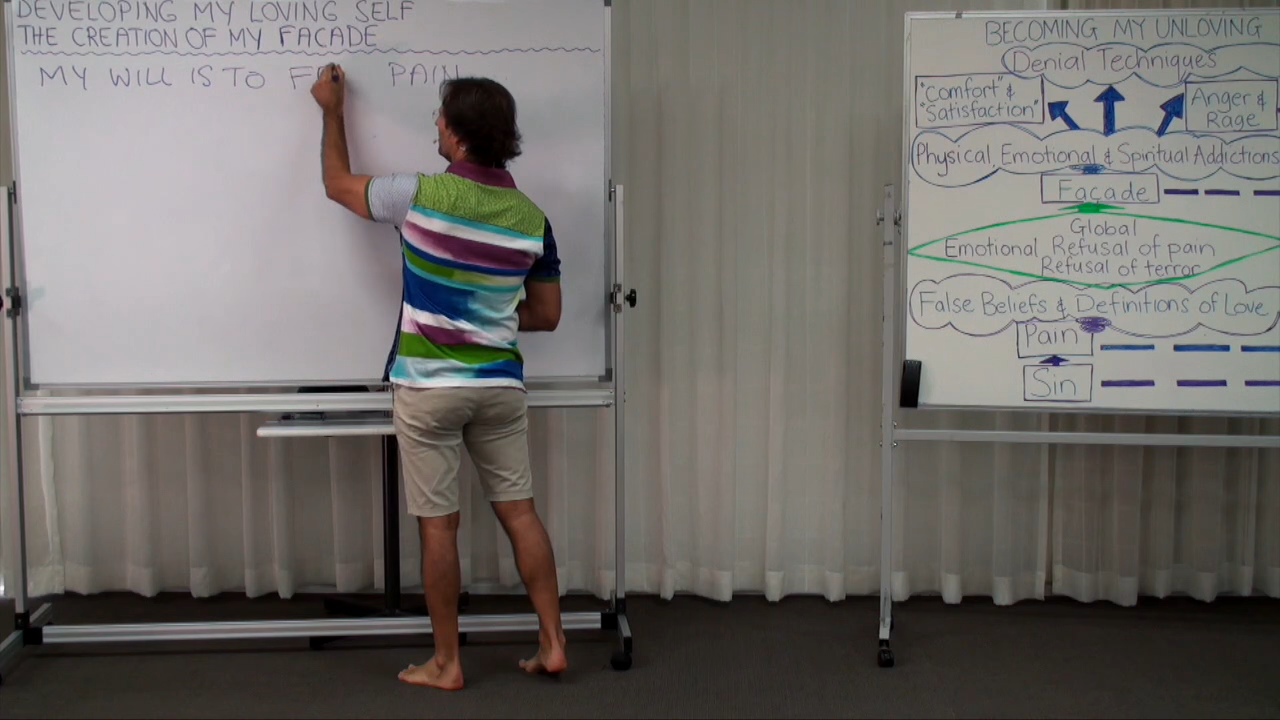 DEVELOPING MY LOVING SELF
THE CREATION OF MY FACADE
MY WILL IS TO PAIN
BECOMING MY UNLOVING
Denial Techniques
"Comfort" &
"Satisfaction"
Anger &
Rage
Physical, Emotional & Spiritual Addictions
Façade
Global
Emotional Refusal of pain
Refusal of terror
False Beliefs & Definitions of Love
Pain
Sin